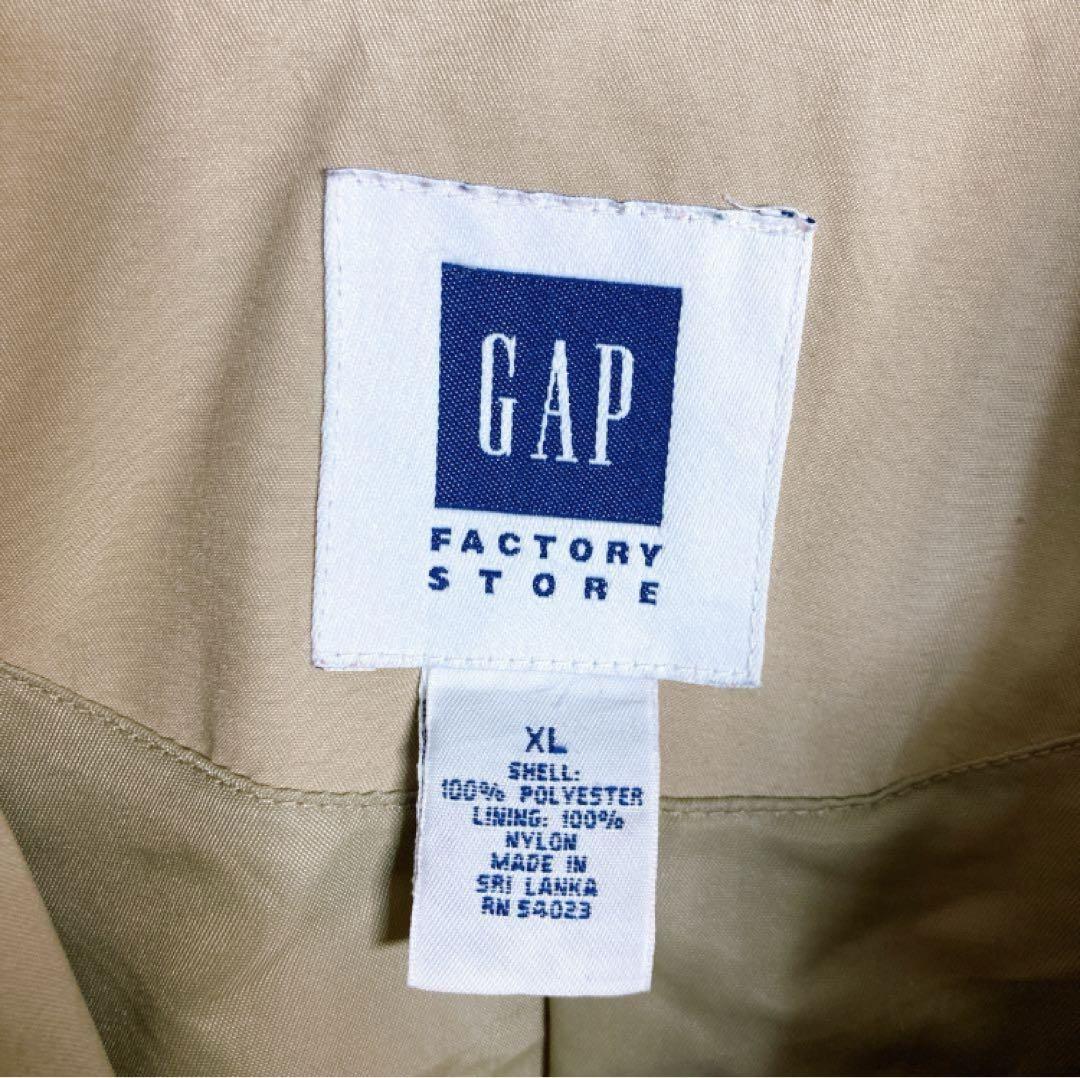 GAP
FACTORY
STORE
XL
SHELL:
100% POLYESTER
LINING: 100%
NYLON
MADE IN
SRI LANKA
RN 54023